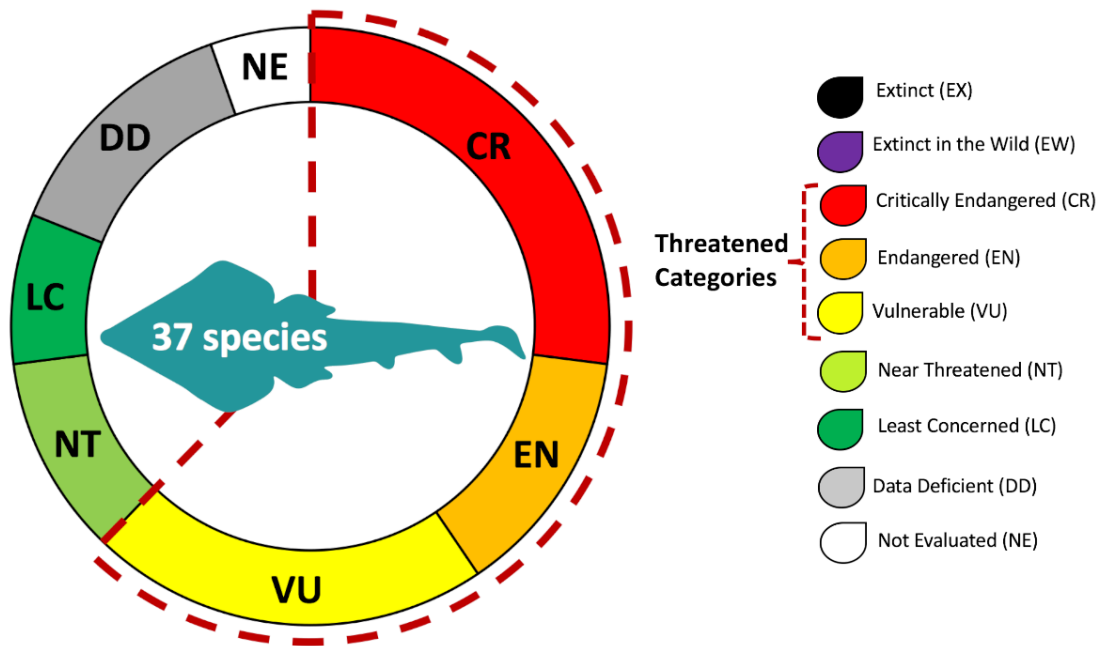 NE
CR
DD
LC
37 species
NT
EN
VU
Threatened
Categories
Extinct (EX)
Extinct in the Wild (EW)
Critically Endangered (CR)
Endangered (EN)
Vulnerable (VU)
Near Threatened (NT)
Least Concerned (LC)
Data Deficient (DD)
Not Evaluated (NE)